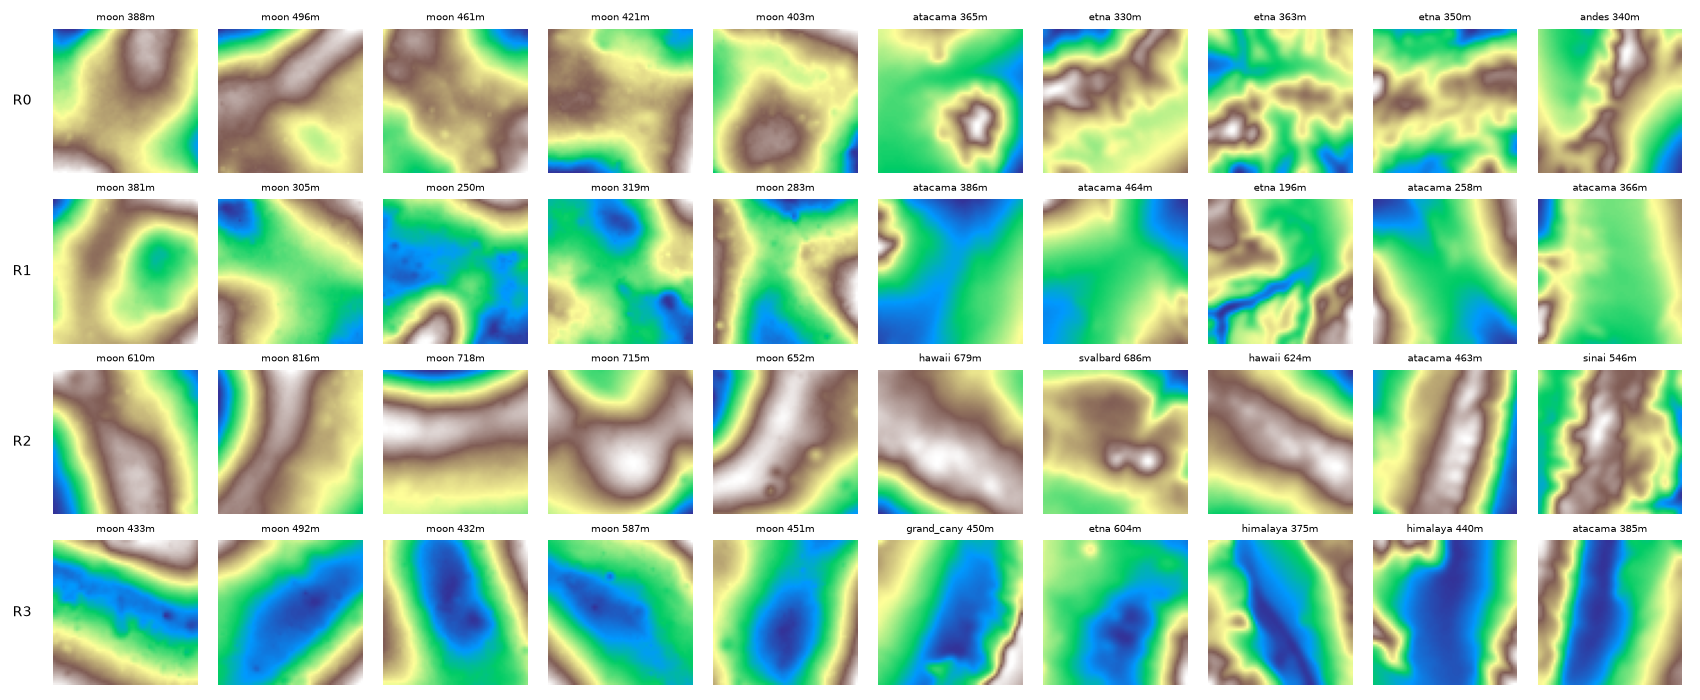 moon 388m moon 496m moon 461m moon 421m moon 403m atacama 365m etna 330m etna 363m etna 350m andes 340m
R0
moon 381m moon 305m moon 250m moon 319m moon 283m atacama 386m atacama 464m etna 196m atacama 258m atacama 366m
R1
moon 610m moon 816m moon 718m moon 715m moon 652m hawaii 679m svalbard 686m hawaii 624m atacama 463m sinai 546m
R2
moon 433m moon 492m moon 432m moon 587m moon 451m grand_cany 450m etna 604m himalaya 375m himalaya 440m atacama 385m
R3